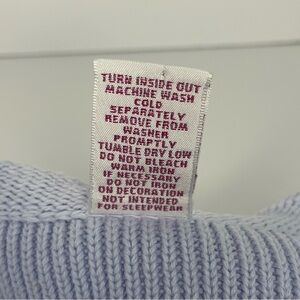 TURN INSIDE OUT
MACHINE WASH
COLD
SEPARATELY
REMOVE FROM
WASHER
PROMPTLY
TUMBLE DRY LOW
DO NOT BLEACH
WARM IRON
IF NECESSARY
DO NOT IRON
ON DECORATION
NOT INTENDED
FOR SLEEPWEAR